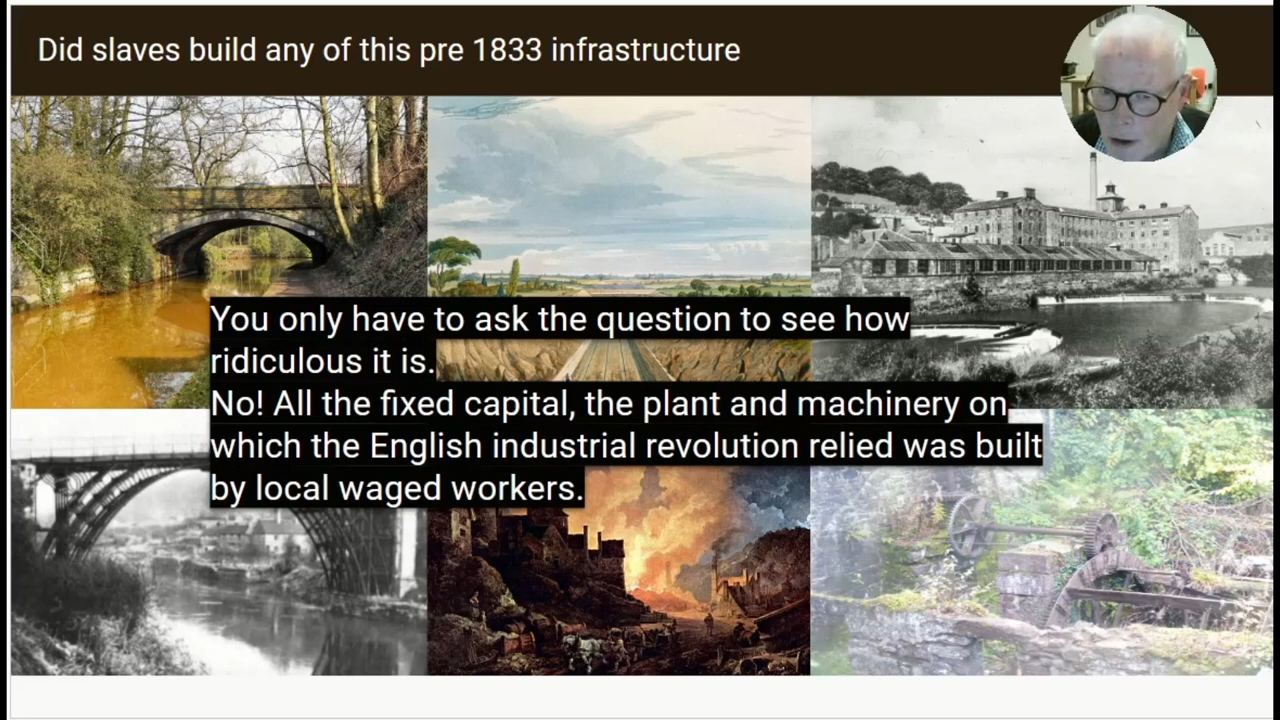 Did slaves build any of this pre 1833 infrastructure
You only have to ask the question to see how
ridiculous it is.
No! All the fixed capital, the plant and machinery on
which the English industrial revolution relied was built
by local waged workers.